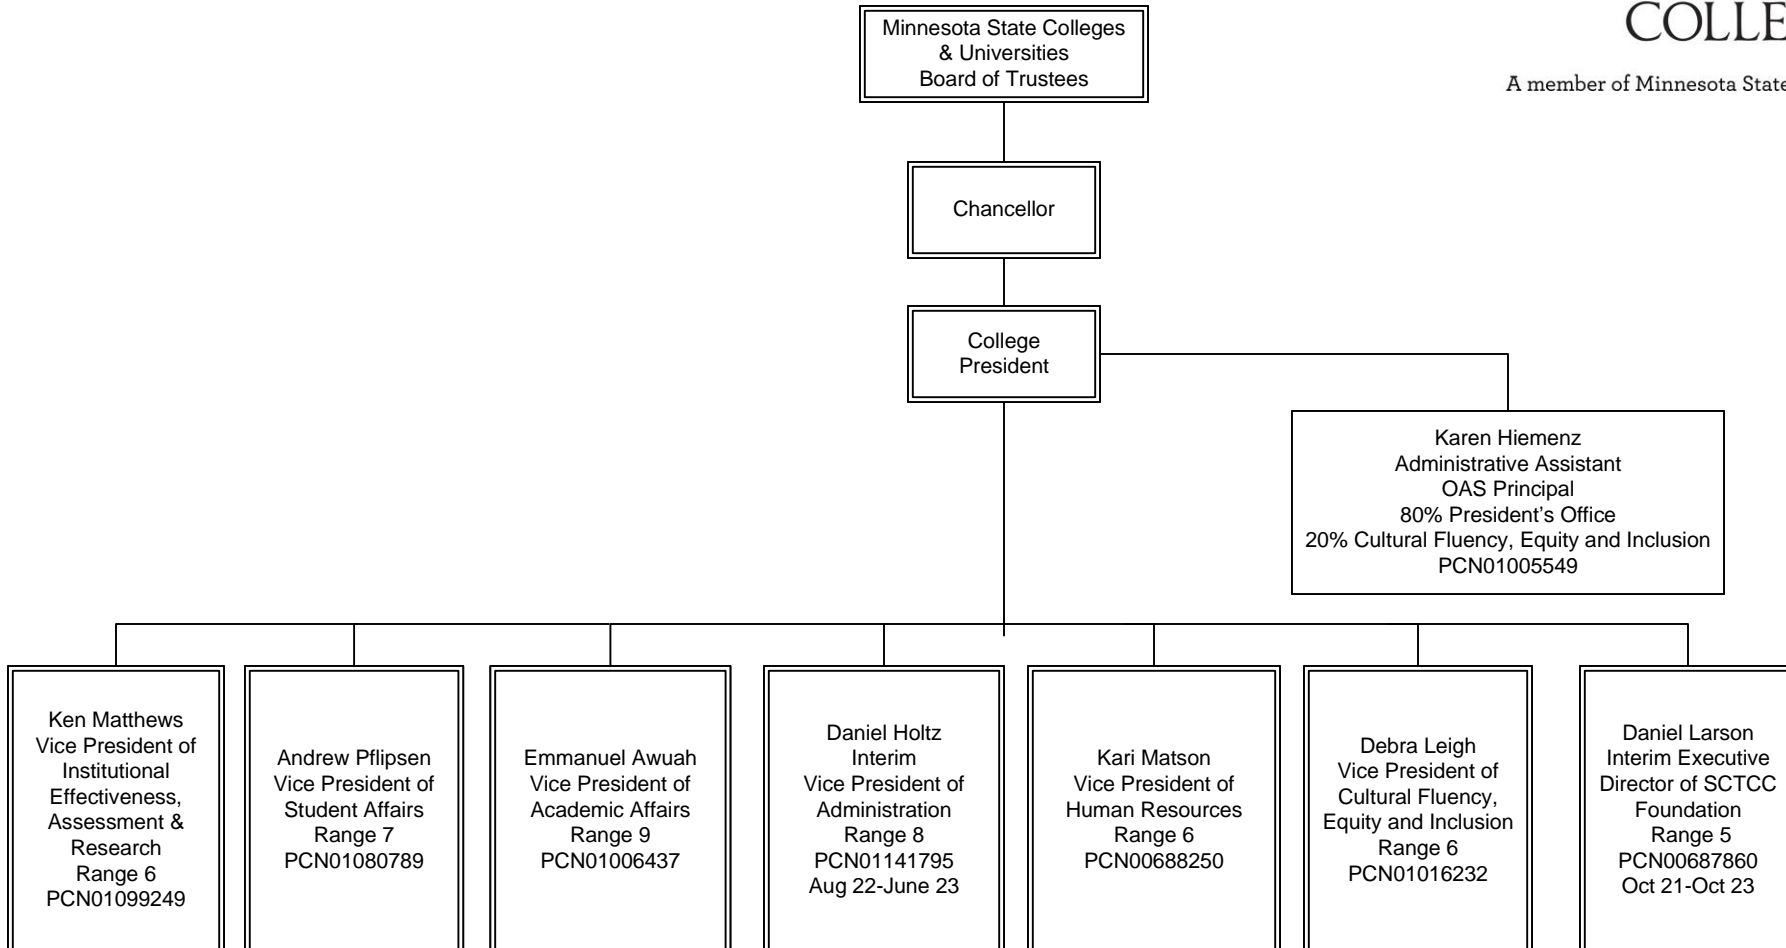 COLLE
A member of Minnesota State
Minnesota State Colleges
& Universities
Board of Trustees
Chancellor
College
President
Karen Hiemenz
Administrative Assistant
OAS Principal
80% President’s Office
20% Cultural Fluency, Equity and Inclusion
PCN01005549
Ken Matthews
Vice President of
Institutional
Effectiveness,
Assessment &
Research
Range 6
PCN01099249
Andrew Pflipsen
Vice President of
Student Affairs
Range 7
PCN01080789
Emmanuel Awuah
Vice President of
Academic Affairs
Range 9
PCN01006437
Daniel Holtz
Interim
Vice President of
Administration
Range 8
PCN01141795
Aug 22-June 23
Kari Matson
Vice President of
Human Resources
Range 6
PCN00688250
Debra Leigh
Vice President of
Cultural Fluency,
Equity and Inclusion
Range 6
PCN01016232
Daniel Larson
Interim Executive
Director of SCTCC
Foundation
Range 5
PCN00687860
Oct 21-Oct 23